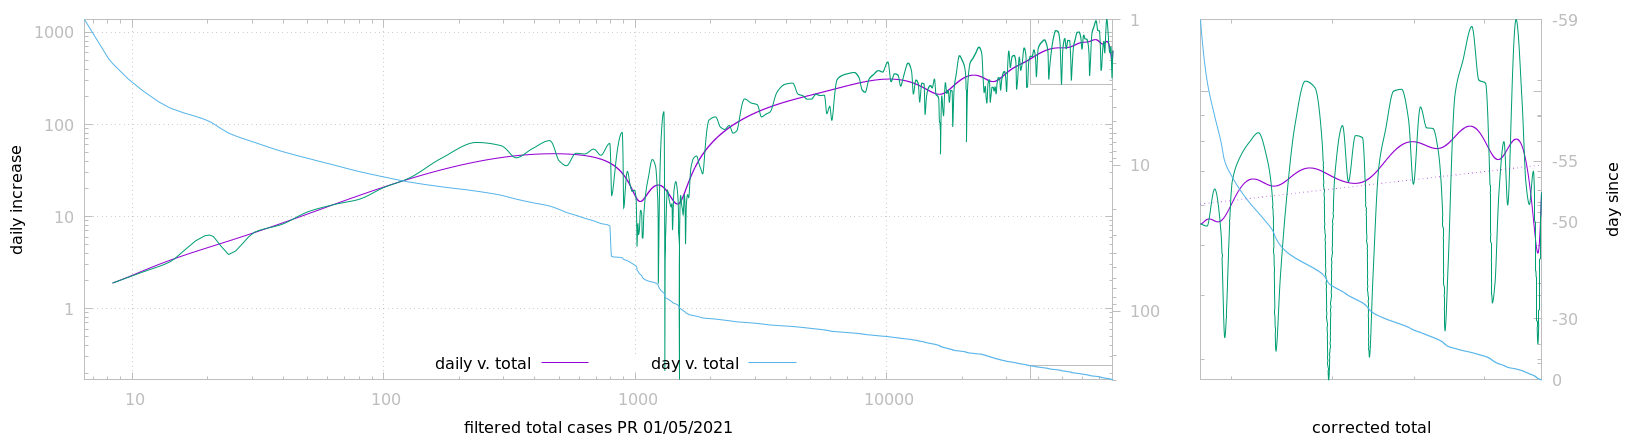 daily increase
1000
100
10
1
10
100
1000
10000
filtered total cases PR 01/05/2021
daily v. total
day v. total
1
10
100
-59
-55
-50
-30
0
day since
corrected total